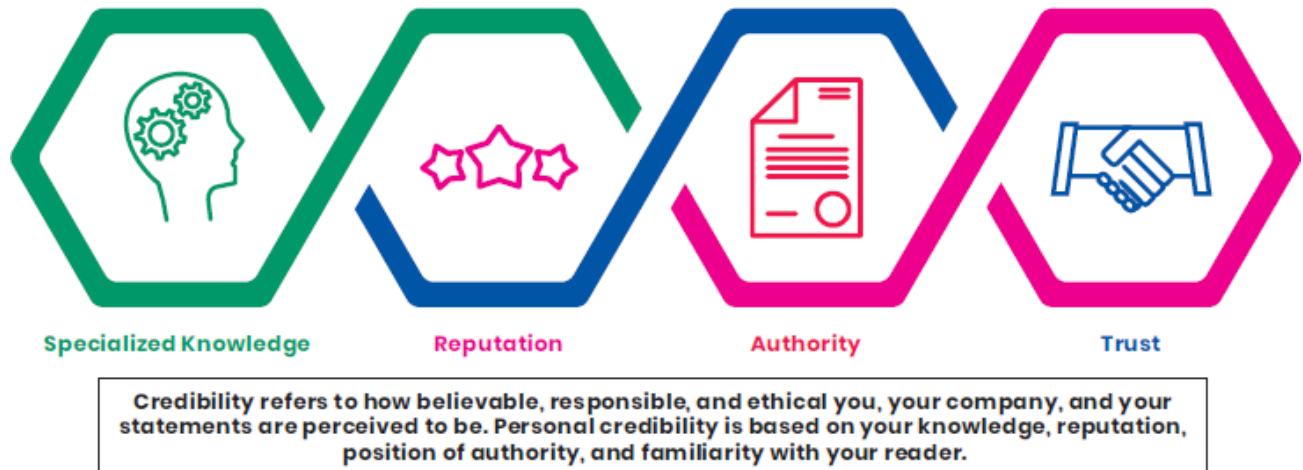 Specialized Knowledge
Reputation
Authority
Trust
Credibility refers to how believable, responsible, and ethical you, your company, and your
statements are perceived to be. Personal credibility is based on your knowledge, reputation,
position of authority, and familiarity with your reader.